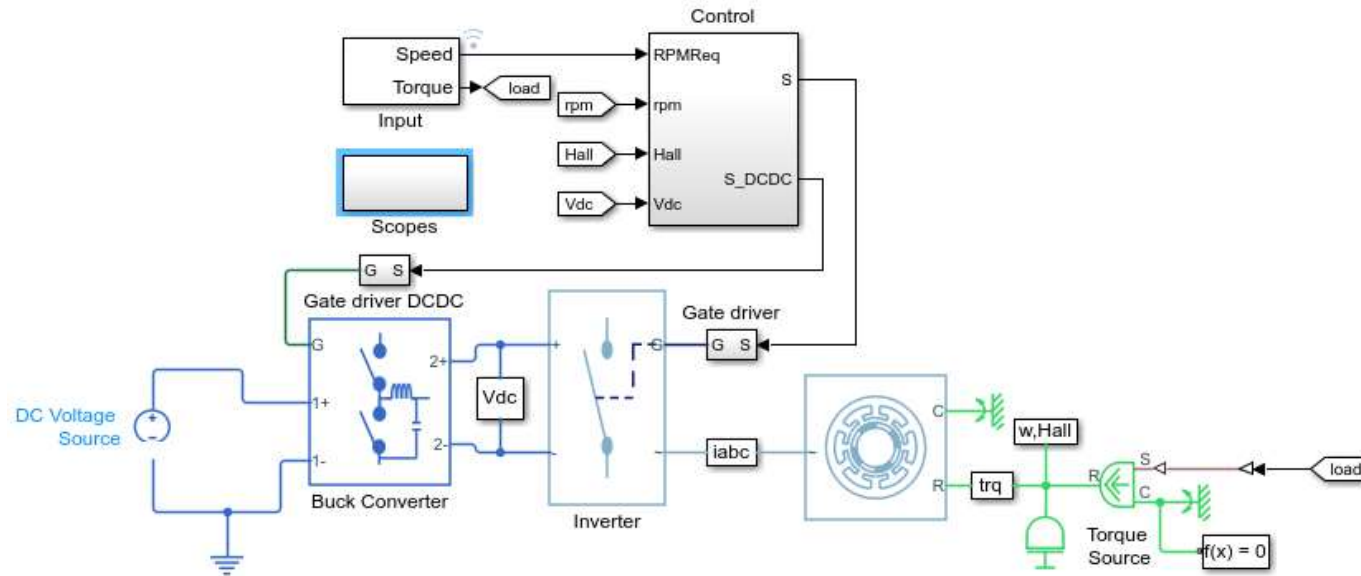 Control
Speed
Torque
load
Input
RPMReq
rpm
rpm
Hall
Hall
Vdc
Vdc
S
S_DCDC
Scopes
G S
Gate driver DCDC
Gate driver
G S
G
1+
1-
2+
2-
Buck Converter
DC Voltage
Source
Vdc
+
-
G
~
Inverter
iabc
~
C
R
trq
w,Hall
R
S
C
Torque
Source
load
f(x) = 0